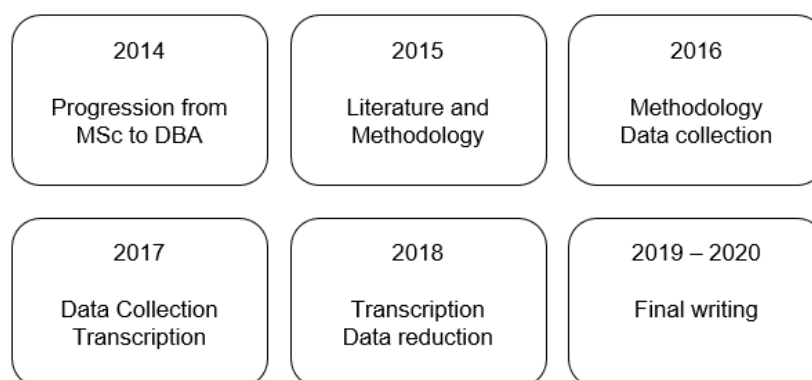 2014
Progression from
MSc to DBA
2015
Literature and
Methodology
2016
Methodology
Data collection
2017
Data Collection
Transcription
2018
Transcription
Data reduction
2019 – 2020
Final writing